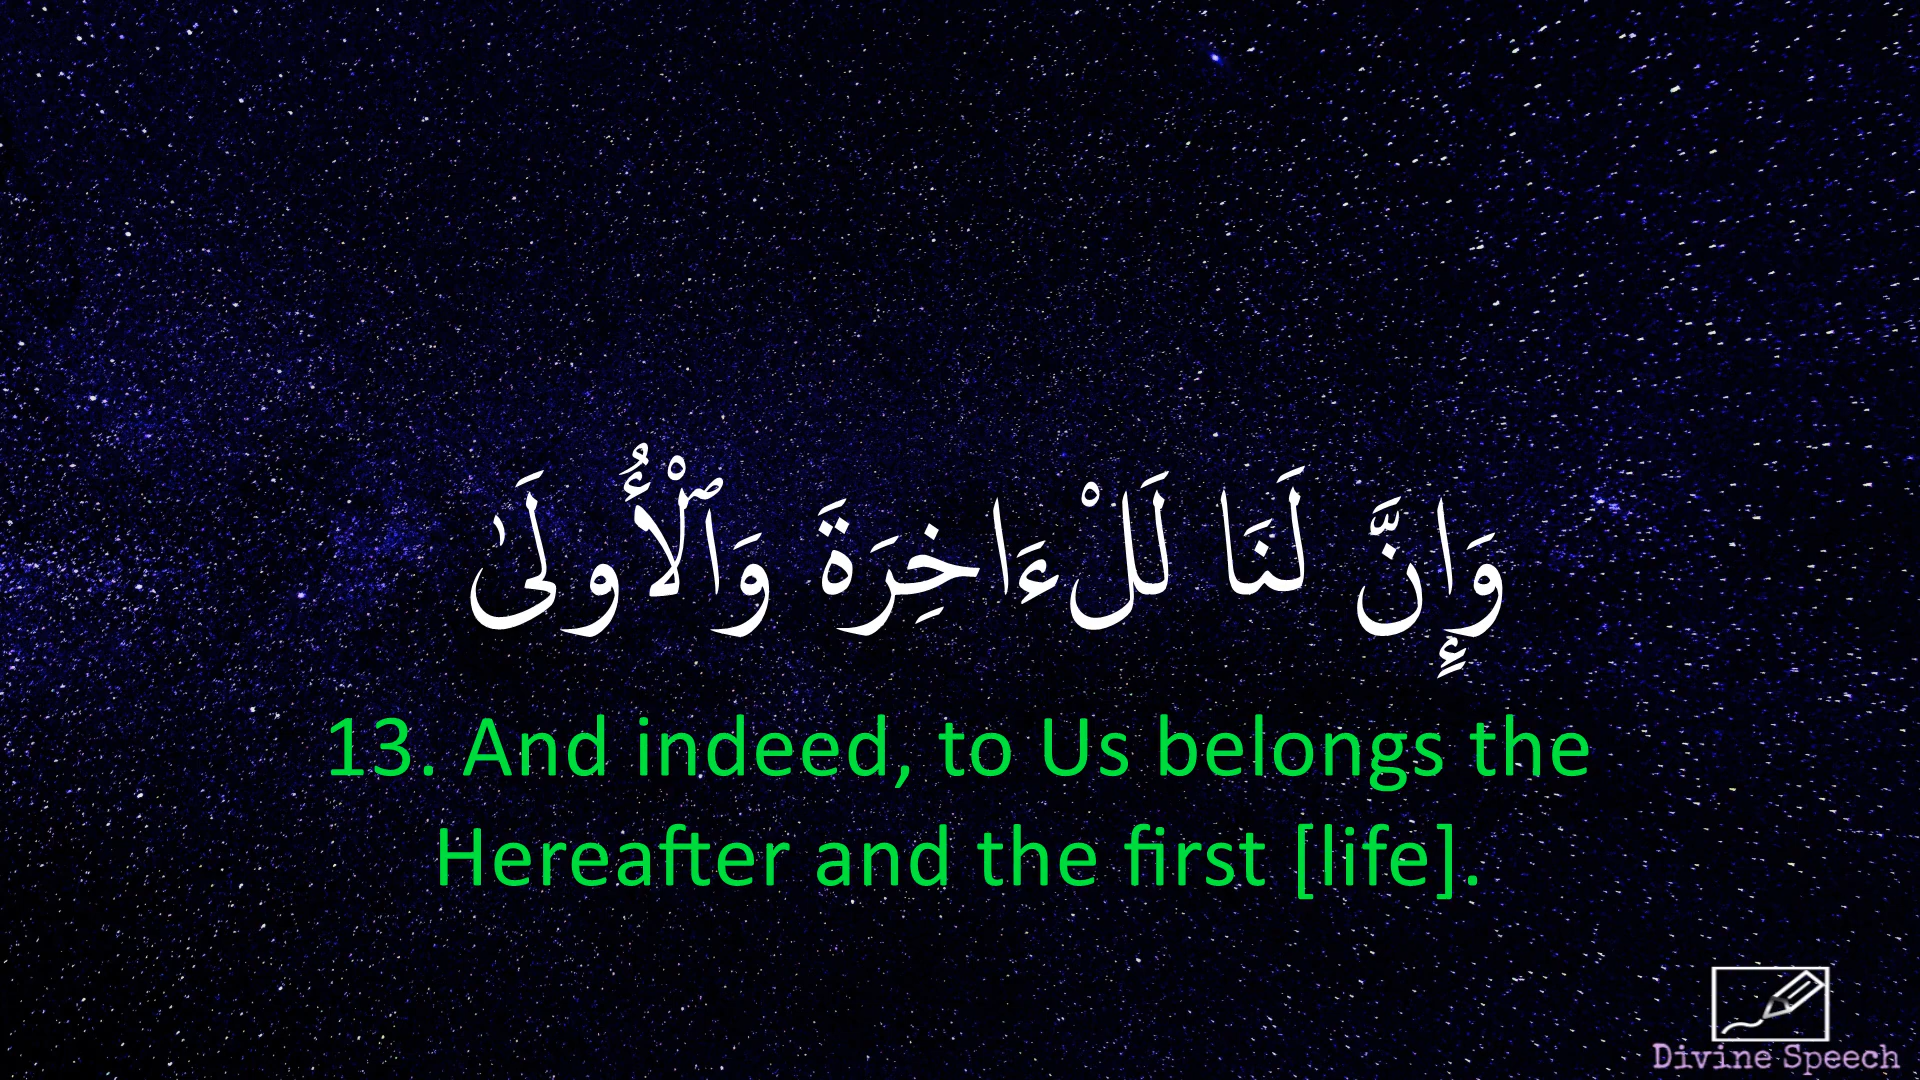 وَإِنَّ لَنَا لَلْءَاخِرَةَ وَٱلْأُولَىٰ
13. And indeed, to Us belongs the
Hereafter and the first [life].
Divine Speech